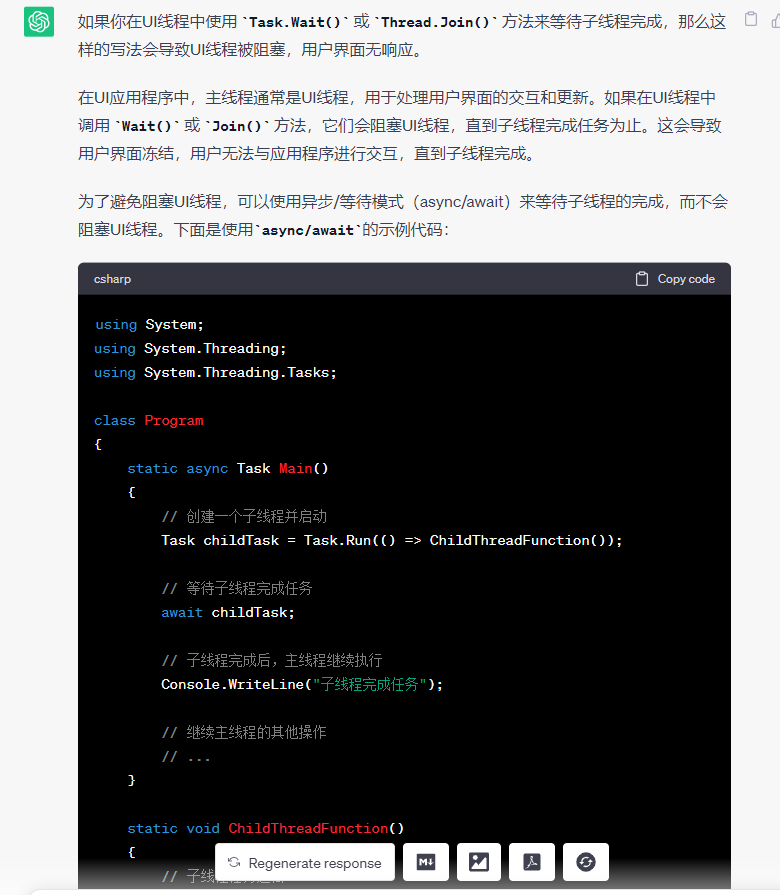 如果你在UI线程中使用 `Task.Wait()` 或 `Thread.Join()` 方法来等待子线程完成，那么这
样的写法会导致UI线程被阻塞，用户界面无响应。
在UI应用程序中，主线程通常是UI线程，用于处理用户界面的交互和更新。如果在UI线程中
调用 `Wait()` 或 `Join()` 方法，它们会阻塞UI线程，直到子线程完成任务为止。这会导致
用户界面冻结，用户无法与应用程序进行交互，直到子线程完成。
为了避免阻塞UI线程，可以使用异步/等待模式（async/await）来等待子线程的完成，而不会
阻塞UI线程。下面是使用`async/await`的示例代码：
csharp
Copy code
using System;
using System.Threading;
using System.Threading.Tasks;
class Program
{
static async Task Main()
{
// 创建一个子线程并启动
Task childTask = Task.Run(() => ChildThreadFunction());
// 等待子线程完成任务
await childTask;
// 子线程完成后，主线程继续执行
Console.WriteLine("子线程完成任务");
// 继续主线程的其他操作
// ...
}
static void ChildThreadFunction()
{
Regenerate response
M↓
// 子线程